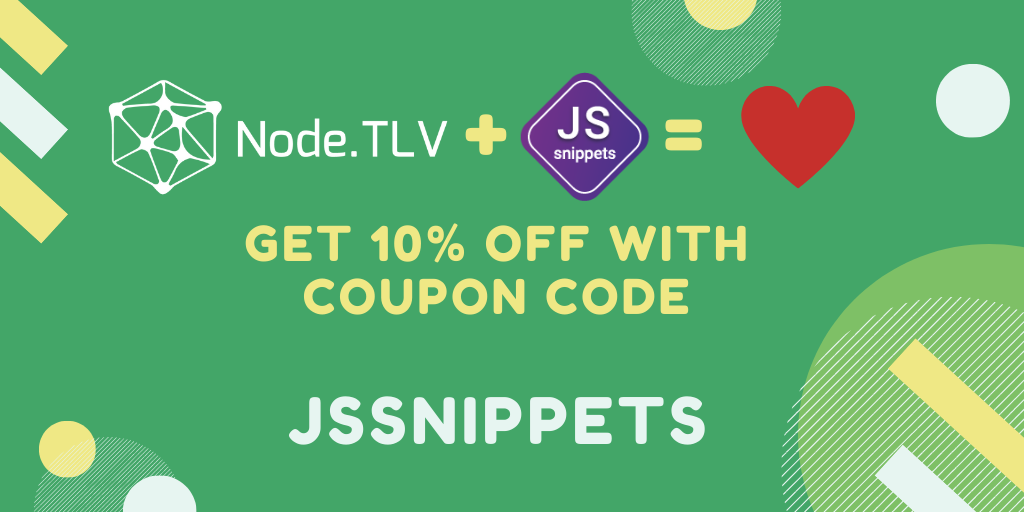 Node.TLV + JS snippets =
GET 10% OFF WITH
COUPON CODE
JSSNIPPETS